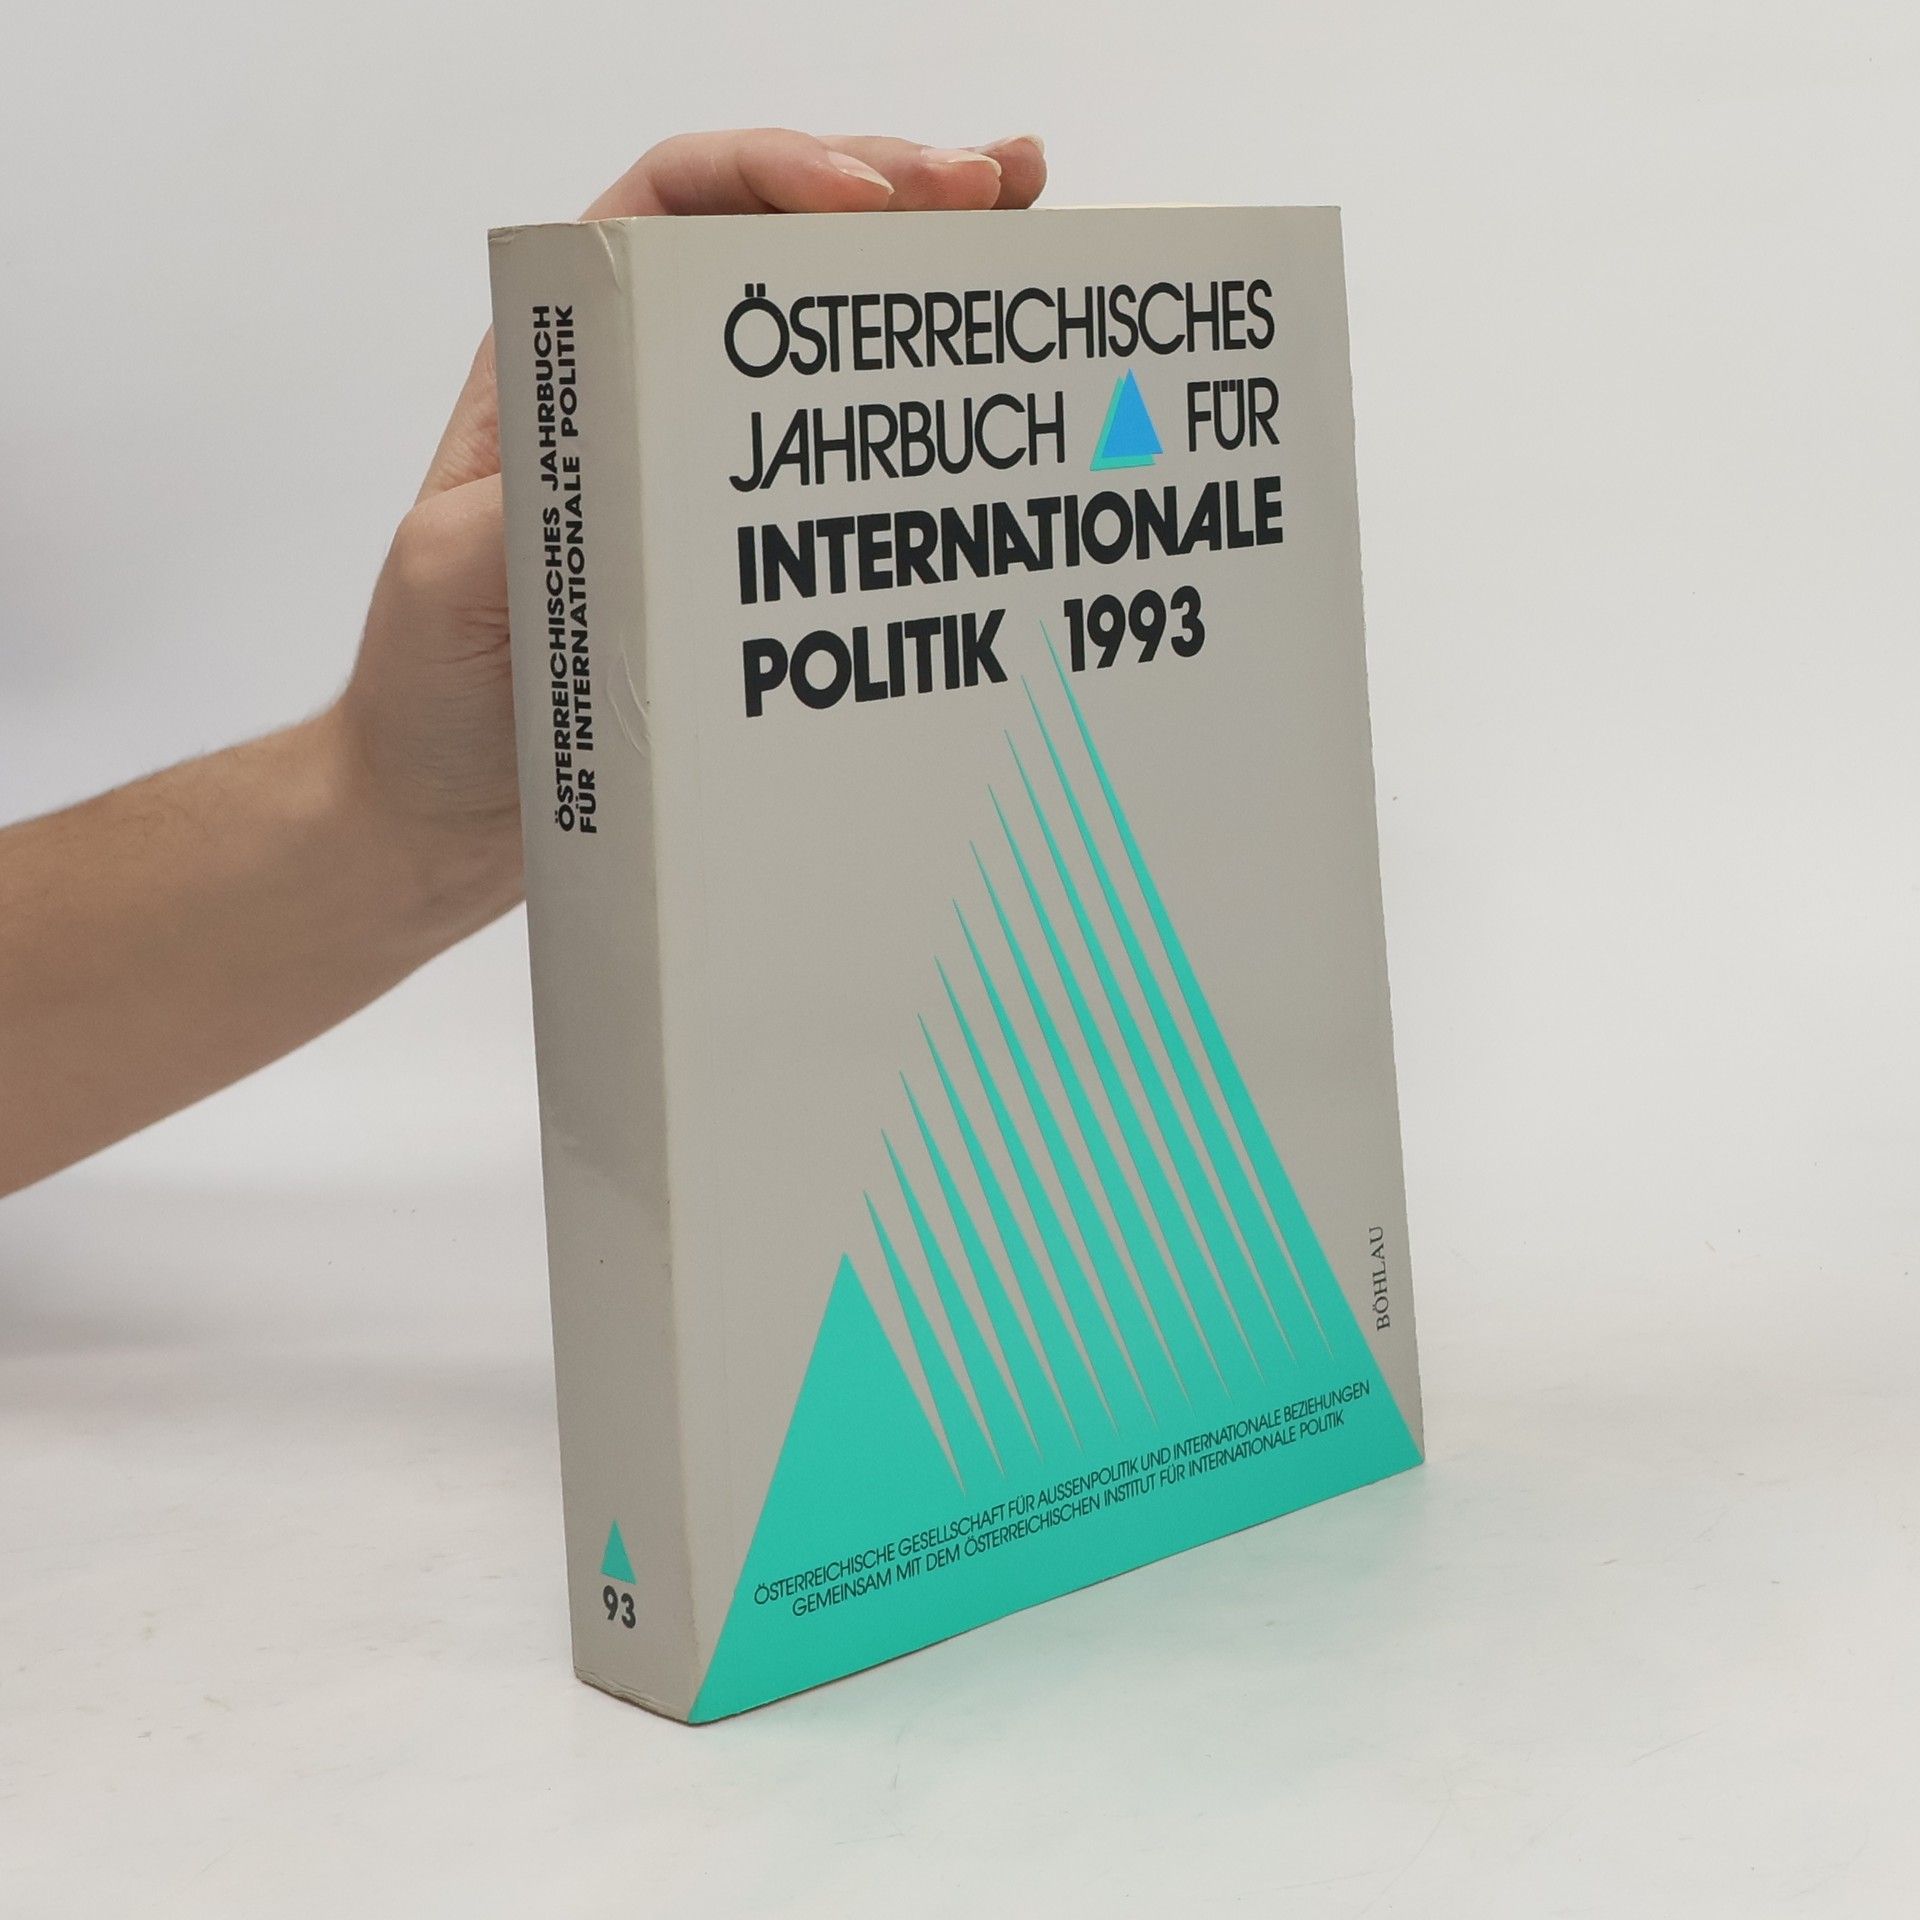 ÖSTERREICHISCHES JAHRBUCH
FÜR INTERNATIONALE POLITIK
93
ÖSTERREICHISCHES
JAHRBUCH FÜR
INTERNATIONALE
POLITIK 1993
BÖHLAU
ÖSTERREICHISCHE GESELLSCHAFT FÜR AUSSENPOLITIK UND INTERNATIONALE BEZIEHUNGEN
GEMEINSAM MIT DEM ÖSTERREICHISCHEN INSTITUT FÜR INTERNATIONALE POLITIK